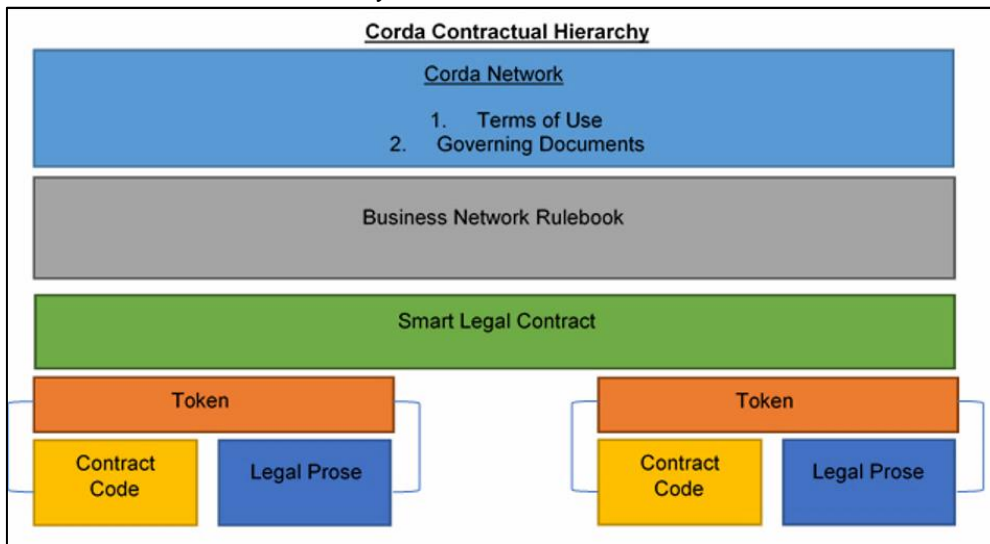 Corda Contractual Hierarchy
Corda Network
1. Terms of Use
2. Governing Documents
Business Network Rulebook
Smart Legal Contract
Token
Token
Contract
Code
Legal Prose
Contract
Code
Legal Prose